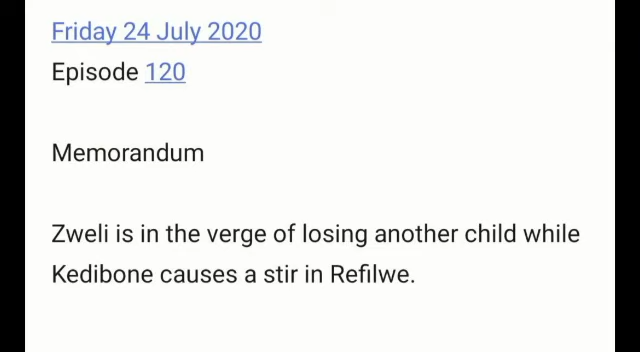 Friday 24 July 2020
Episode 120
Memorandum
Zweli is in the verge of losing another child while
Kedibone causes a stir in Refilwe.